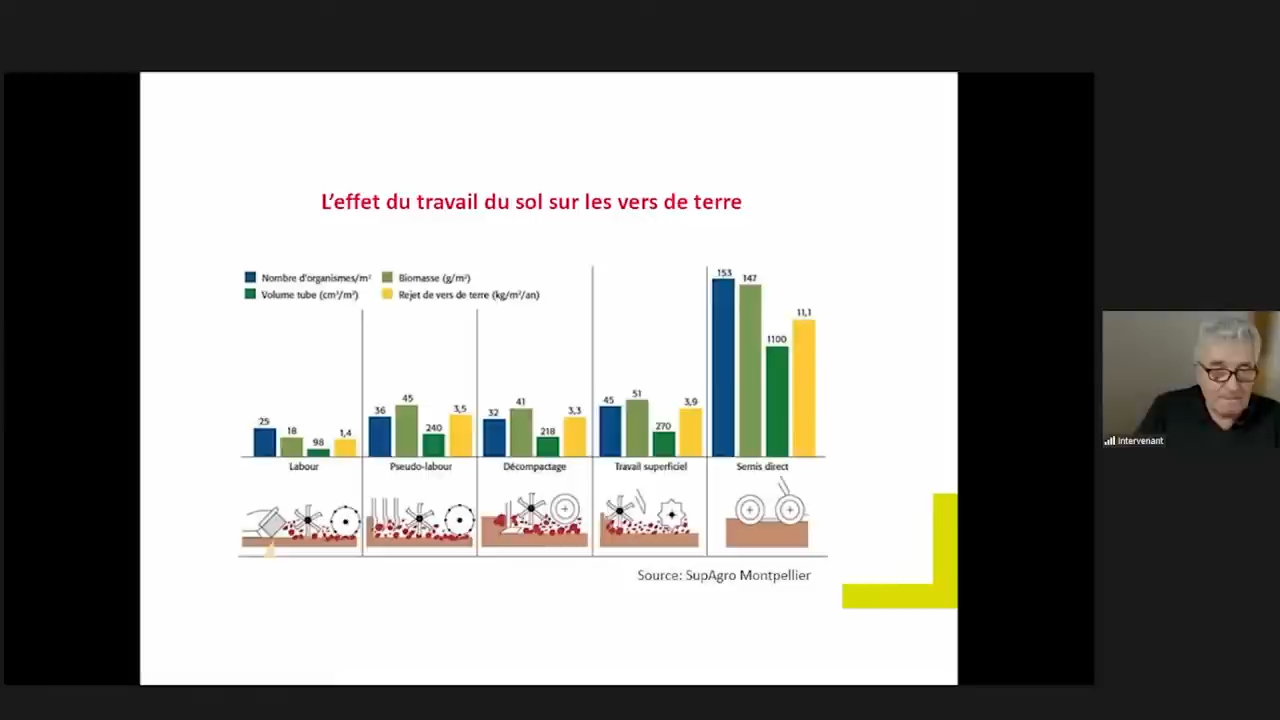 L'effet du travail du sol sur les vers de terre
Nombre d'organismes/m² Biomasse (g/m²)
Volume tube (cm³/m²) Rejet de vers de terre (kg/m²/an)
25 18 98 1,4
36 45 240 3,5
32 41 218 3,3
45 51 270 3,9
153 147 1100 11,1
Labour Pseudo-labour Décompactage Travail superficiel Semis direct
Source: SupAgro Montpellier
Intervenant